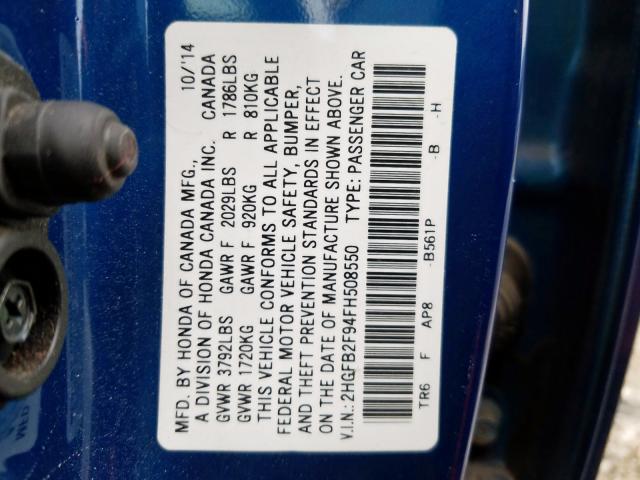 MFD. BY HONDA OF CANADA MFG., 10/'14
A DIVISION OF HONDA CANADA INC. CANADA
GVWR 3792LBS GAWR F 2029LBS R 1786LBS
GVWR 1720KG GAWR F 920KG R 810KG
THIS VEHICLE CONFORMS TO ALL APPLICABLE
FEDERAL MOTOR VEHICLE SAFETY, BUMPER,
AND THEFT PREVENTION STANDARDS IN EFFECT
ON THE DATE OF MANUFACTURE SHOWN ABOVE.
V.I.N.: 2HGFB2F94FH508550 TYPE: PASSENGER CAR
TR6 F AP8 -B561P -B -H